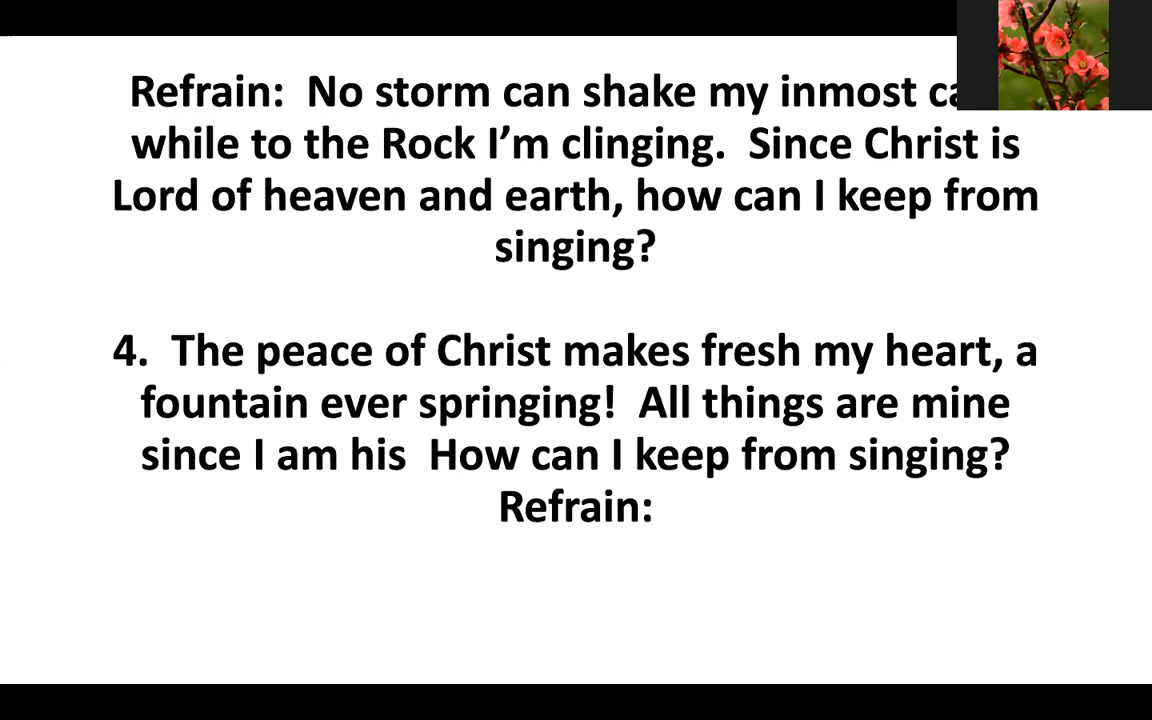 Refrain:  No storm can shake my inmost
while to the Rock I’m clinging.  Since Christ is
Lord of heaven and earth, how can I keep from
singing?
4.  The peace of Christ makes fresh my heart, a
fountain ever springing!  All things are mine
since I am his  How can I keep from singing?
Refrain: